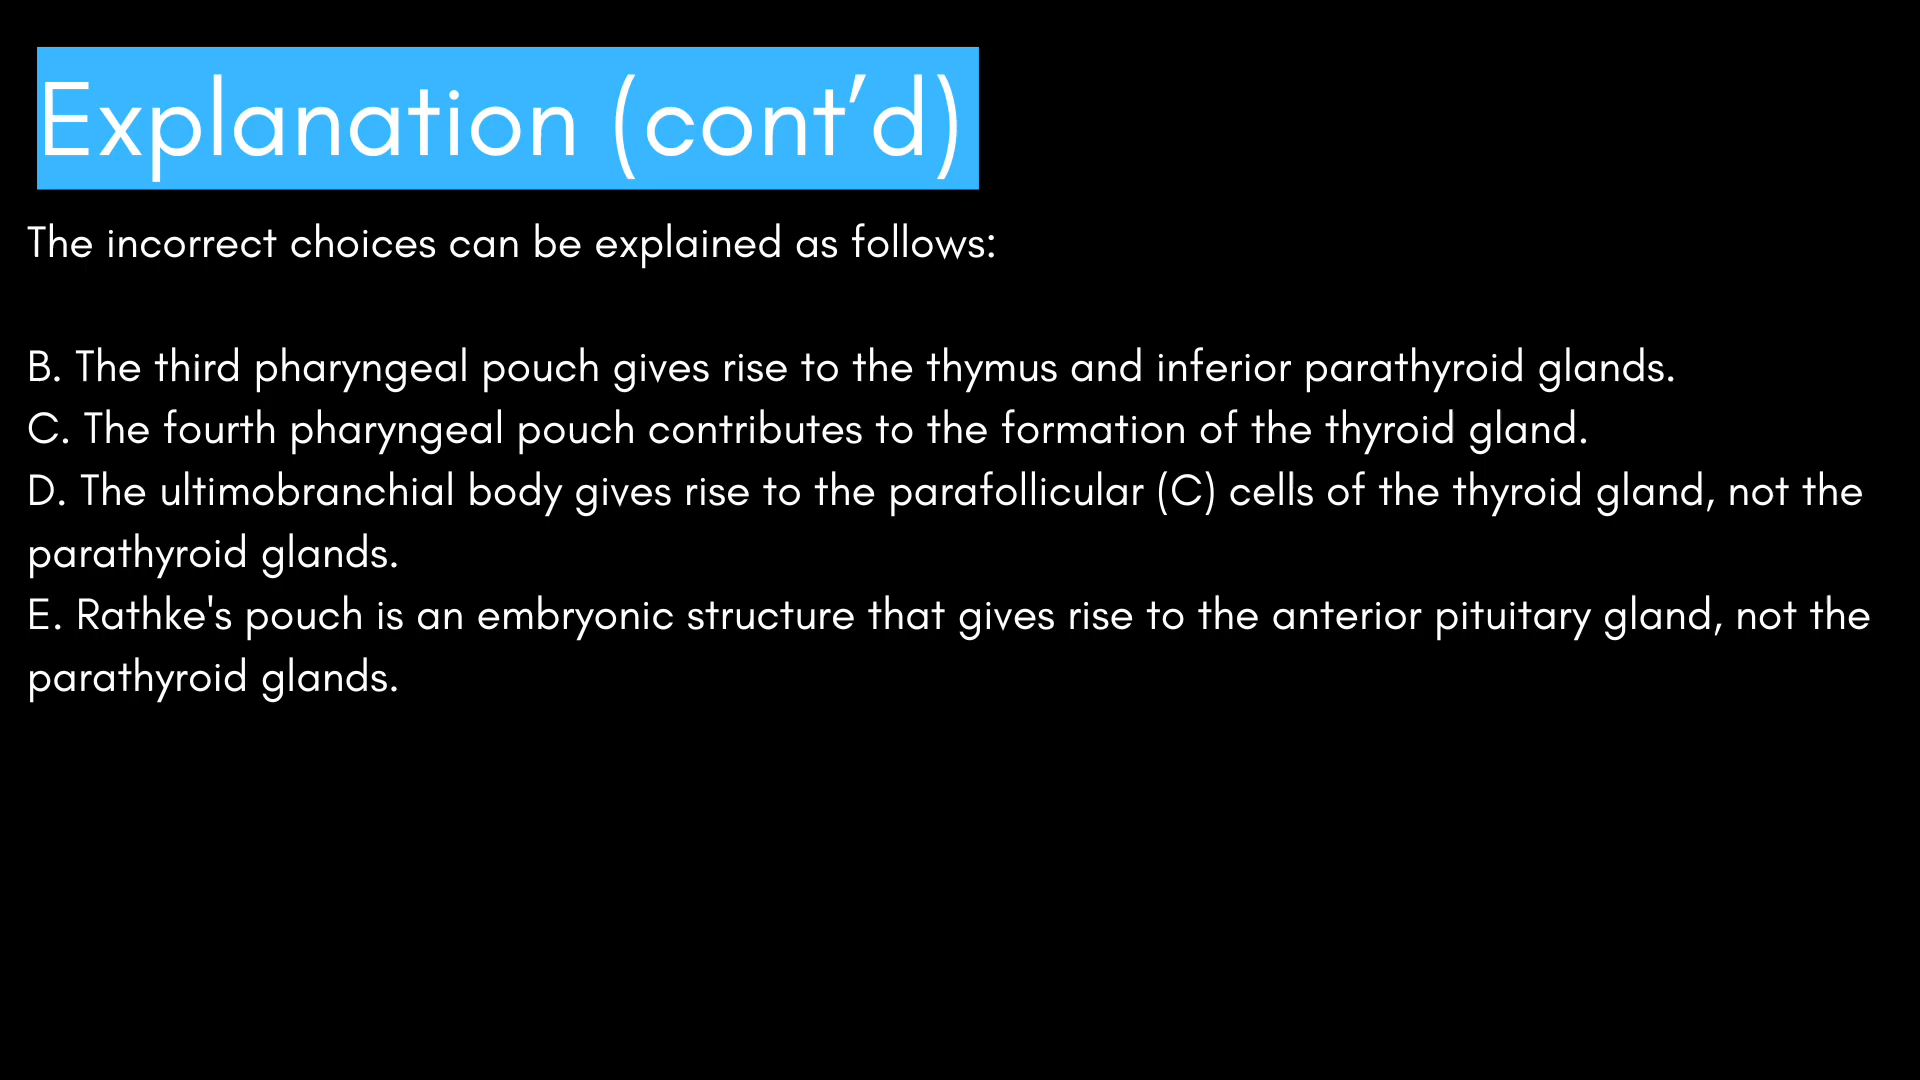 Explanation (cont’d)
The incorrect choices can be explained as follows:
B. The third pharyngeal pouch gives rise to the thymus and inferior parathyroid glands.
C. The fourth pharyngeal pouch contributes to the formation of the thyroid gland.
D. The ultimobranchial body gives rise to the parafollicular (C) cells of the thyroid gland, not the
parathyroid glands.
E. Rathke's pouch is an embryonic structure that gives rise to the anterior pituitary gland, not the
parathyroid glands.